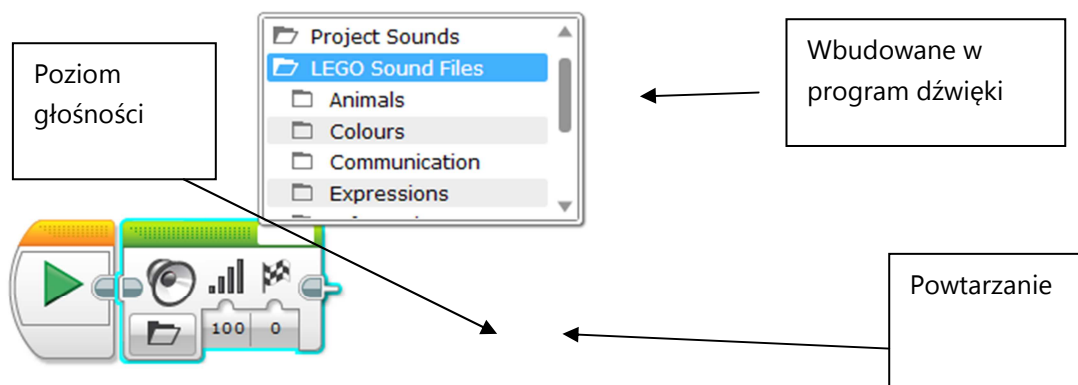 Poziom
głośności
Project Sounds
LEGO Sound Files
Animals
Colours
Communication
Expressions
Wbudowane w
program dźwięki
100 0
Powtarzanie